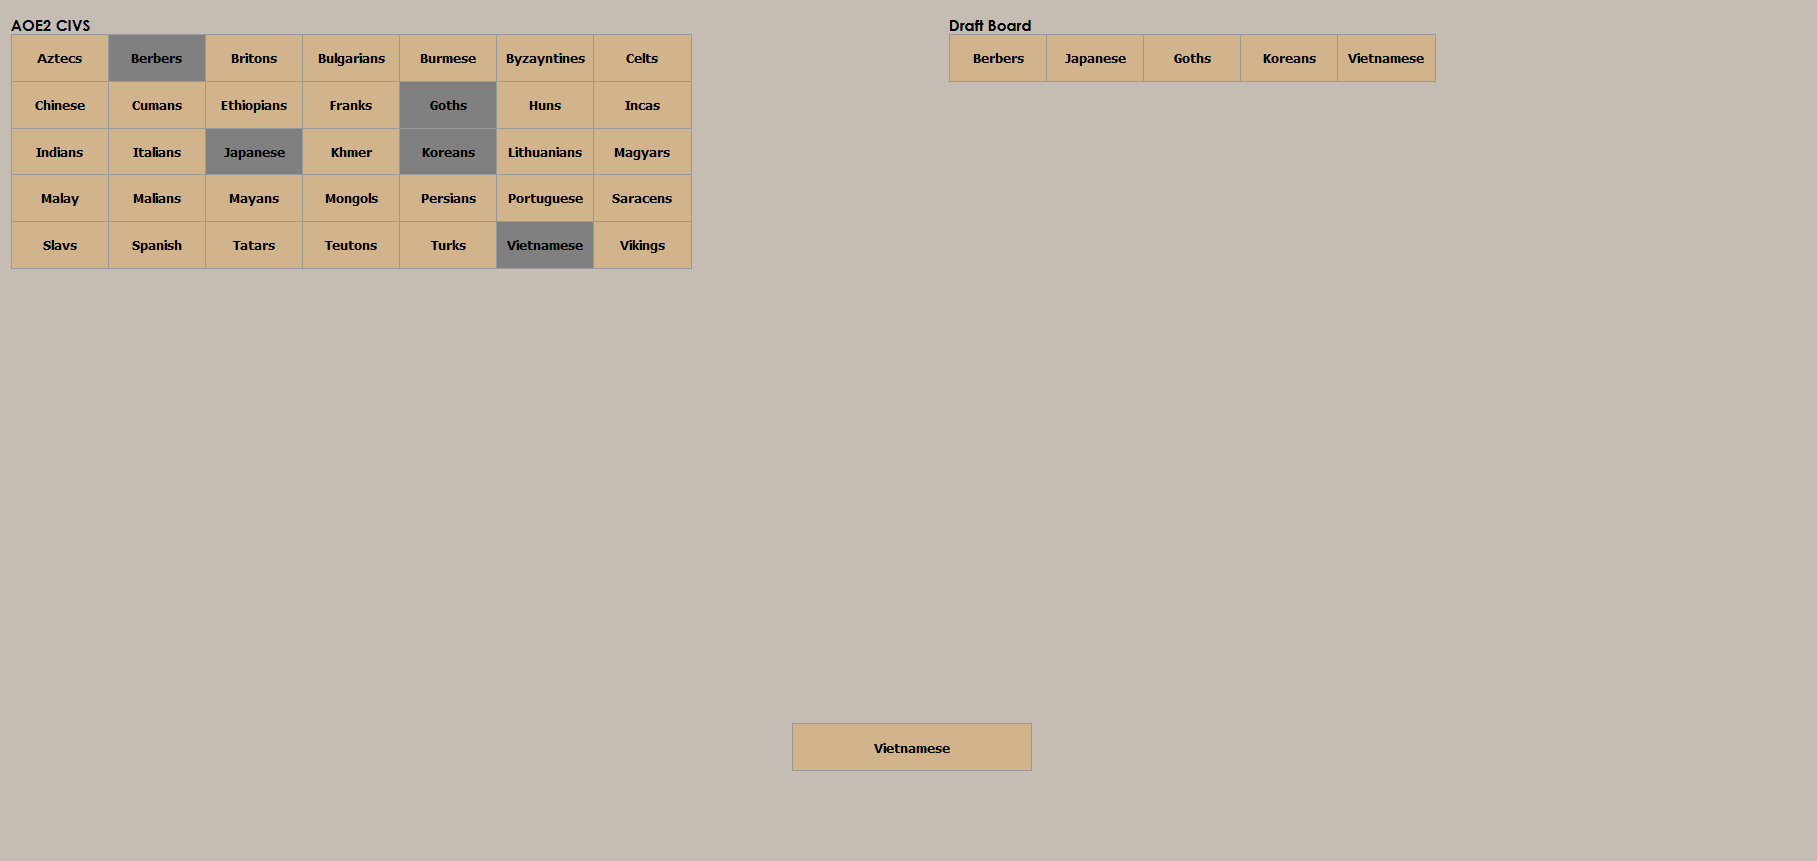 AOE2 CIVS
Aztecs Berbers Britons Bulgarians Burmese Byzayntines Celts
Chinese Cumans Ethiopians Franks Goths Huns Incas
Indians Italians Japanese Khmer Koreans Lithuanians Magyars
Malay Malians Mayans Mongols Persians Portuguese Saracens
Slavs Spanish Tatars Teutons Turks Vietnamese Vikings
Draft Board
Berbers Japanese Goths Koreans Vietnamese
Vietnamese